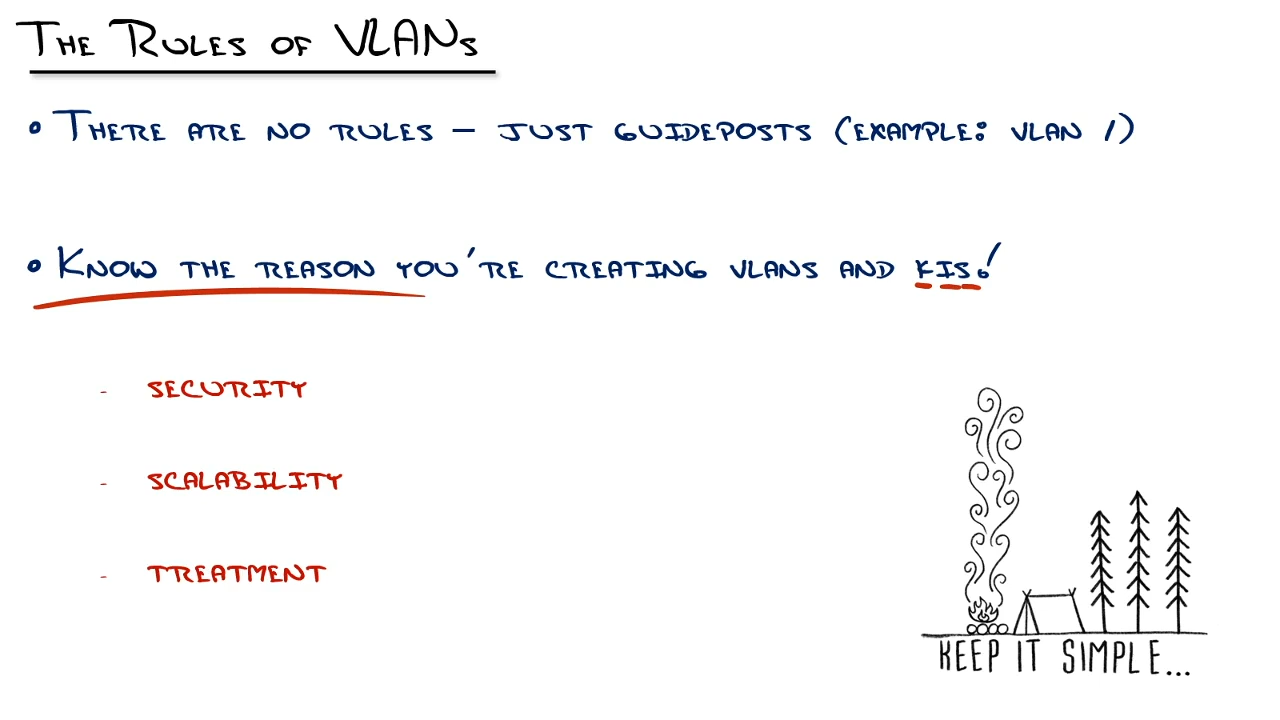 The Rules of VLANs
• There are no rules – just guideposts (example: vlan 1)
• Know the reason you're creating vlans and KIS!
- security
- scalability
- treatment
KEEP IT SIMPLE...